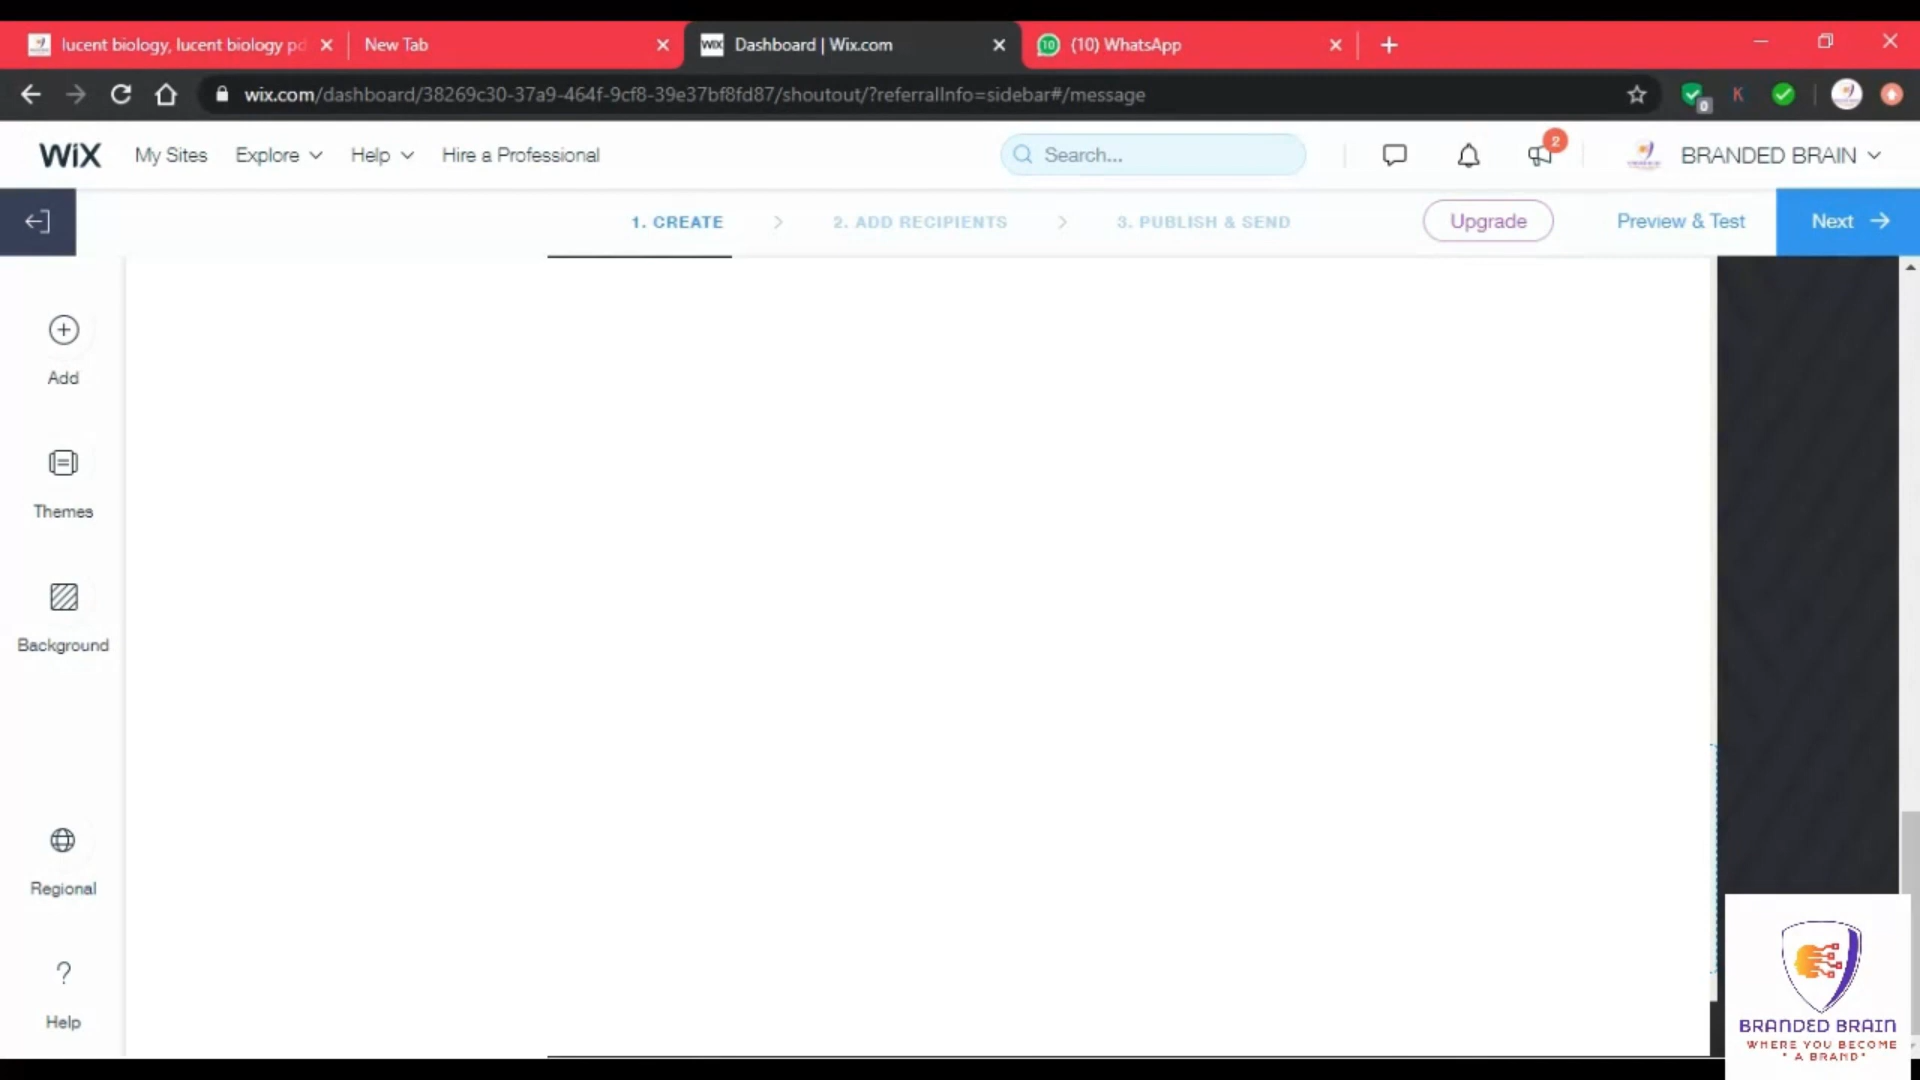 lucent biology, lucent biology pd
New Tab
WiX Dashboard | Wix.com
10 (10) WhatsApp
wix.com/dashboard/38269c30-37a9-464f-9cf8-39e37bf8fd87/shoutout/?referralInfo=sidebar#/message
0
K
WiX
My Sites
Explore
Help
Hire a Professional
Search...
2
BRANDED BRAIN
1. CREATE
2. ADD RECIPIENTS
3. PUBLISH & SEND
Upgrade
Preview & Test
Next
Add
Themes
Background
Regional
?
Help
BRANDED BRAIN
WHERE YOU BECOME
" A BRAND"